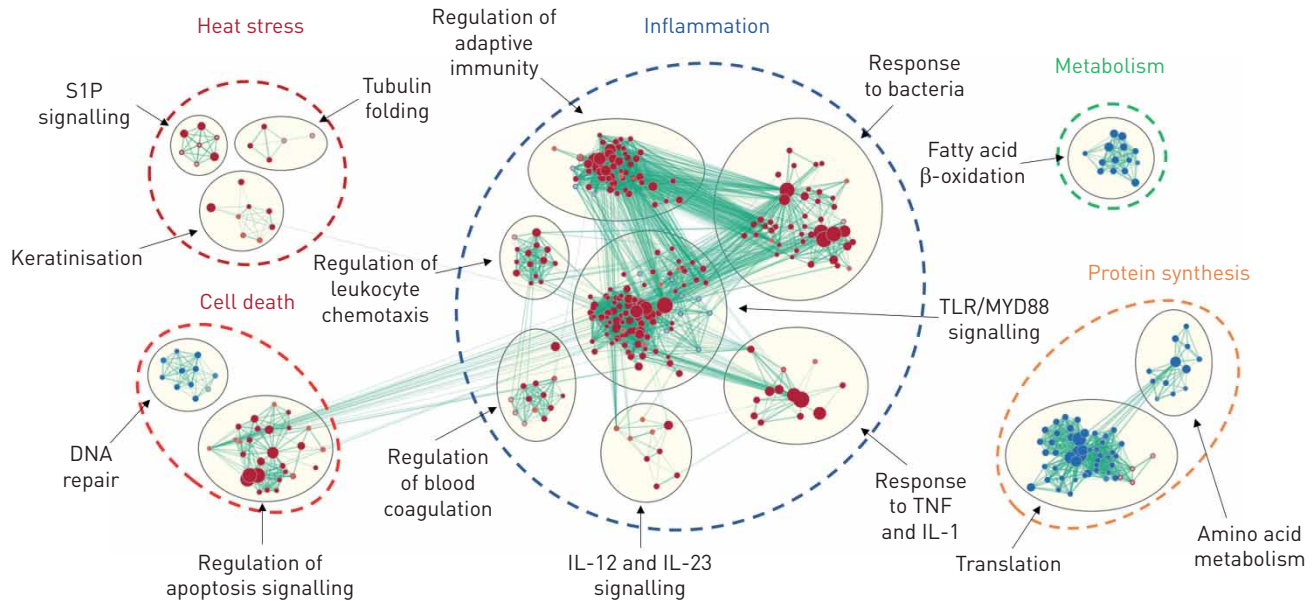 Heat stress
S1P
signalling
Tubulin
folding
Keratinisation
Cell death
DNA
repair
Regulation of
apoptosis signalling
Inflammation
Regulation of
adaptive
immunity
Response
to bacteria
Regulation of
leukocyte
chemotaxis
TLR/MYD88
signalling
Regulation
of blood
coagulation
IL-12 and IL-23
signalling
Response
to TNF
and IL-1
Metabolism
Fatty acid
β-oxidation
Protein synthesis
Translation
Amino acid
metabolism